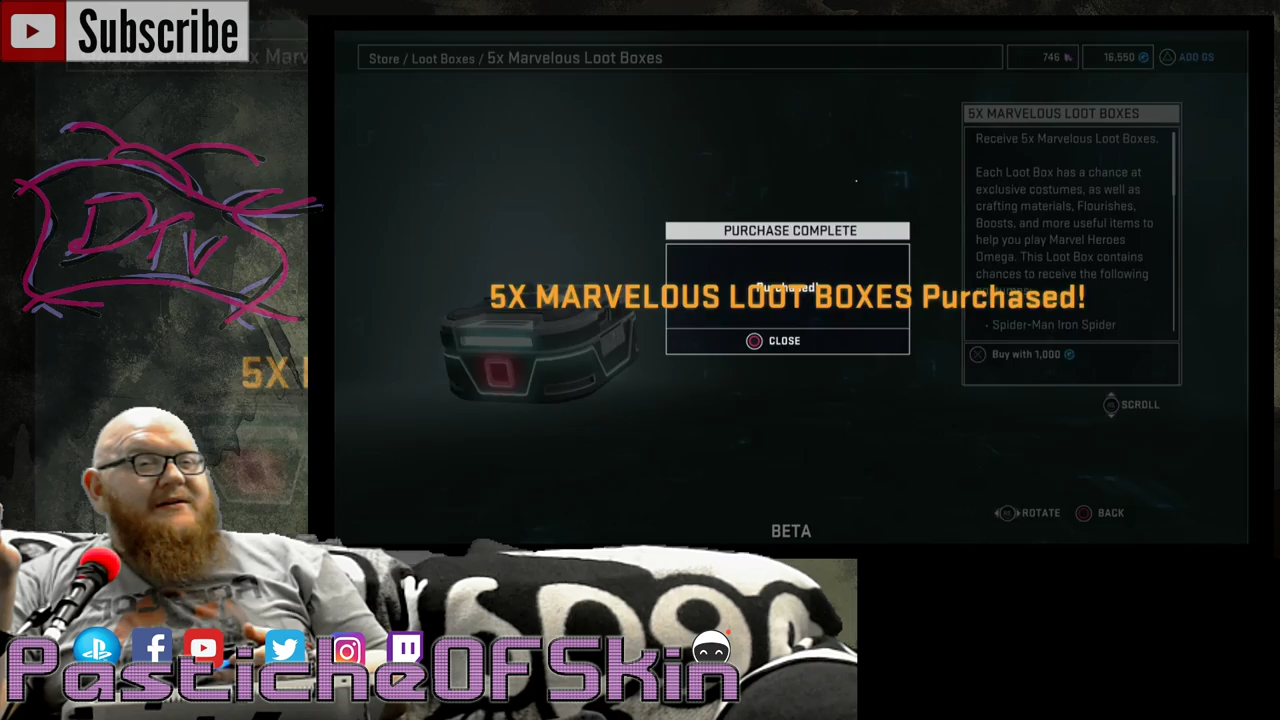 Subscribe
Store / Loot Boxes / 5x Marvelous Loot Boxes
746
16,550
ADD GS
DTV
5X MARVELOUS LOOT BOXES
Receive 5x Marvelous Loot Boxes.
Each Loot Box has a chance at
exclusive costumes, as well as
crafting materials, Flourishes,
Boosts, and more useful items to
help you play Marvel Heroes
Omega. This Loot Box contains
chances to receive the following
- Spider-Man Iron Spider
Buy with 1,000
SCROLL
PURCHASE COMPLETE
Purchased!
5X MARVELOUS LOOT BOXES Purchased!
CLOSE
5X
ROTATE
BACK
BETA
PasticheOFSkin